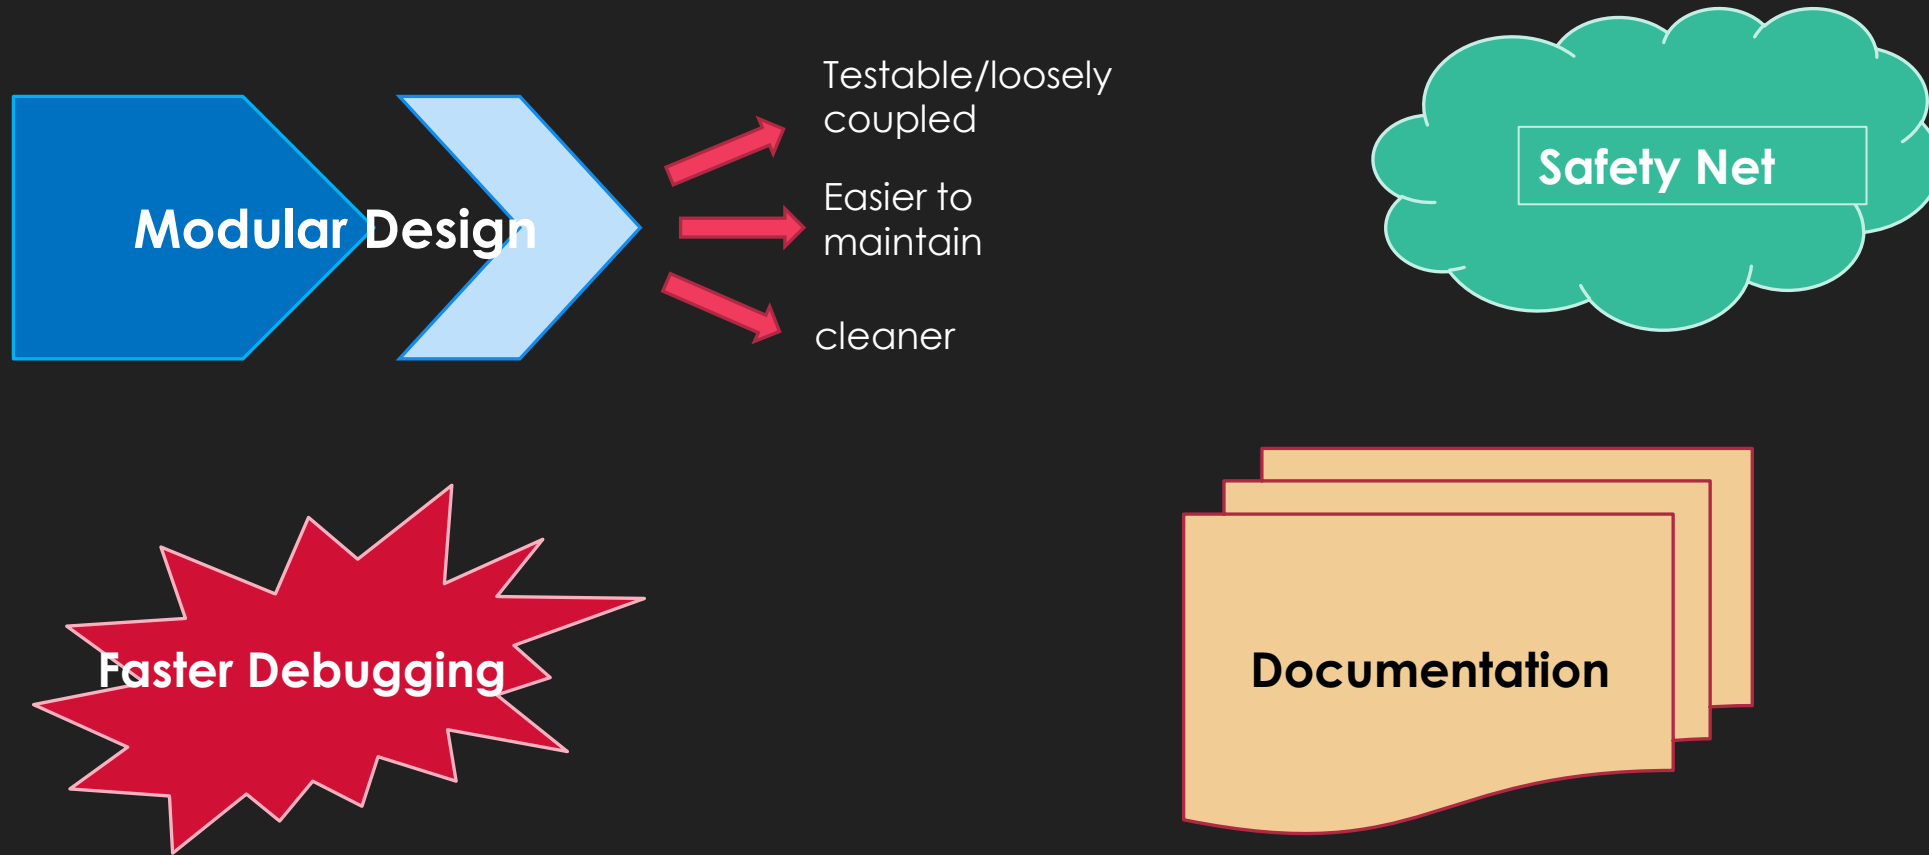 Modular Design
Testable/loosely
coupled
Easier to
maintain
cleaner
Safety Net
Faster Debugging
Documentation